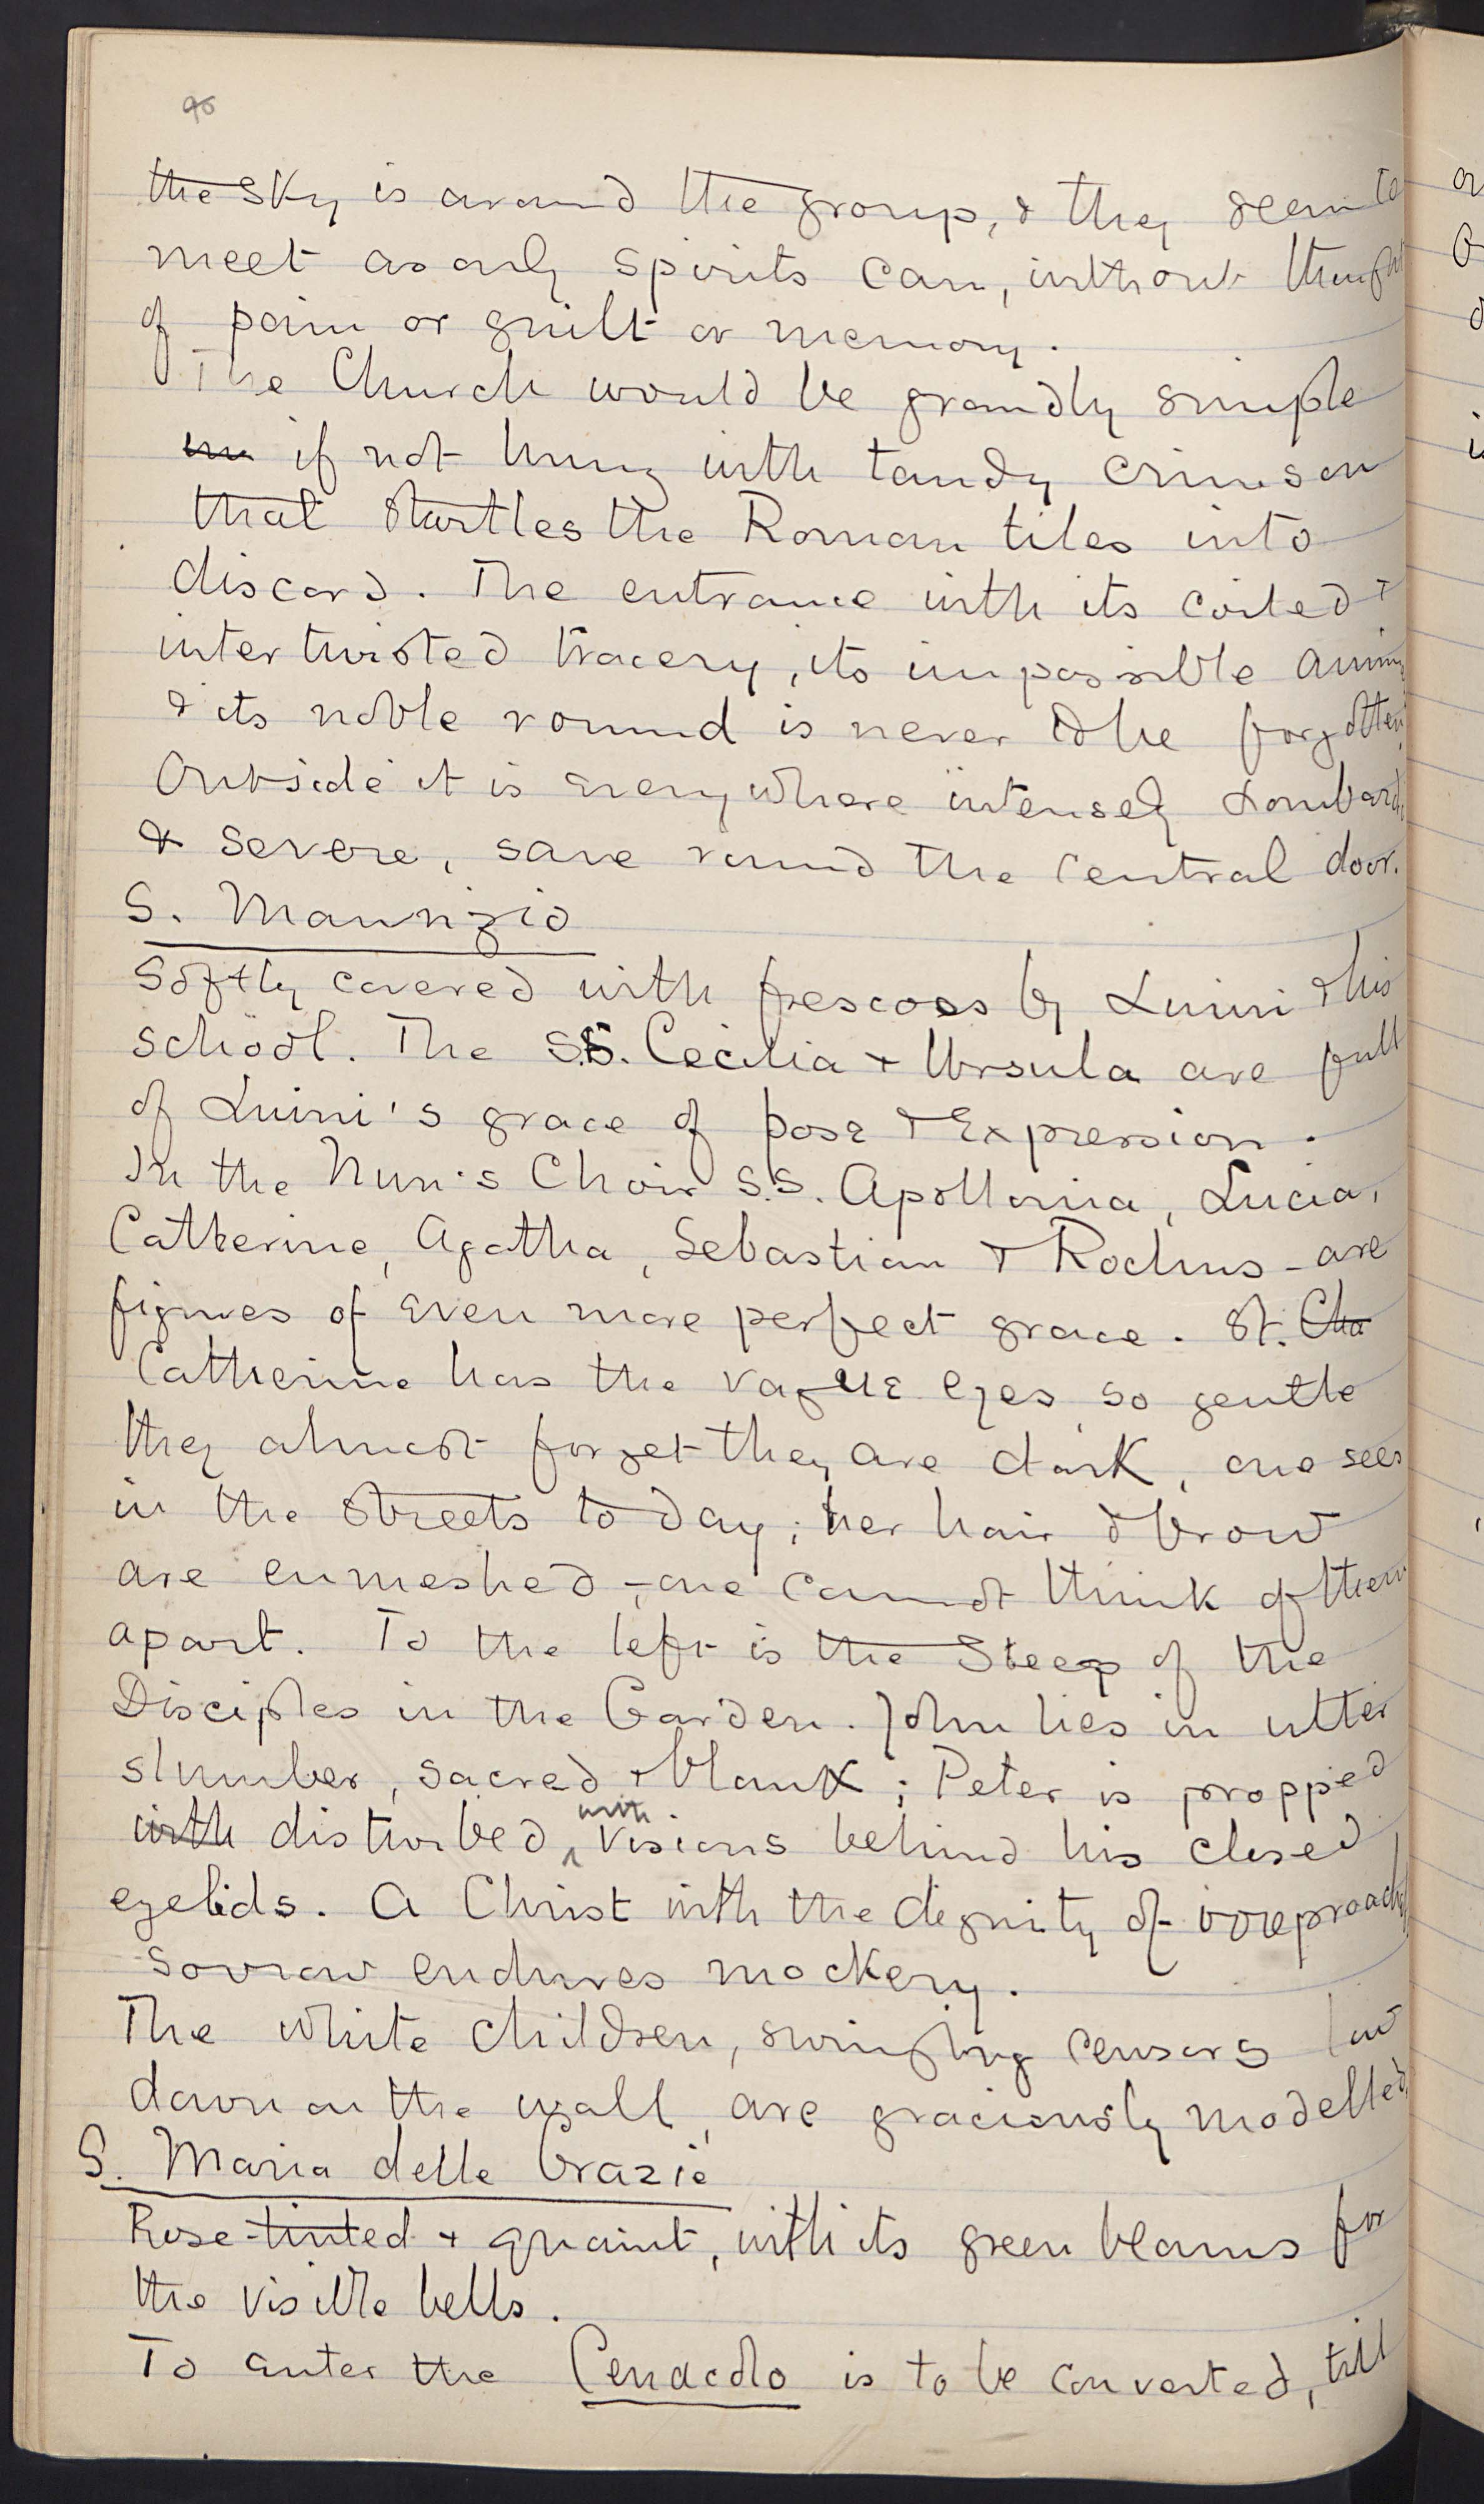 96
the sky is around the group, & they seem to
meet as only spirits can, without thought
of pain or guilt or memory.
The Church would be grandly simple
if not hung with tawdy crimson
that startles the Roman tiles into
discord. The entrance with its coiled &
intertwisted tracery, its impossible
& its noble round is never to be forgotten.
Outside it is everywhere intensely Lombard,
& severe, save round the central door.
S. Maurizio
Softly covered with frescoes by Luini & his
school. The SS. Cecilia + Ursula are full
of Luini's grace of pose & Expression.
In the Nun's Choir S.S. Apollonia, Lucia,
Catherine, Agatha, Sebastian & Rochus - are
figures of even more perfect grace. St. Cha
Catherine has the vague eyes, so gentle
they almost forget they are dark, one sees
in the streets to day; her hair & brow
are enmeshed - one cannot think of them
apart. To the left is the Sleep of the
Disciples in the Garden. John lies in utter
slumber, sacred & blank; Peter is propped
with disturbed, with visions behind his closed
eyelids. A Christ with the dignity of
sorrow endures mockery.
The white children, swinging censers low
down on the wall, are graciously modelled
S. Maria delle Grazie
Rose-tinted + quaint, with its green beams for
the visible bells.
To enter the Cenacolo is to be converted, till